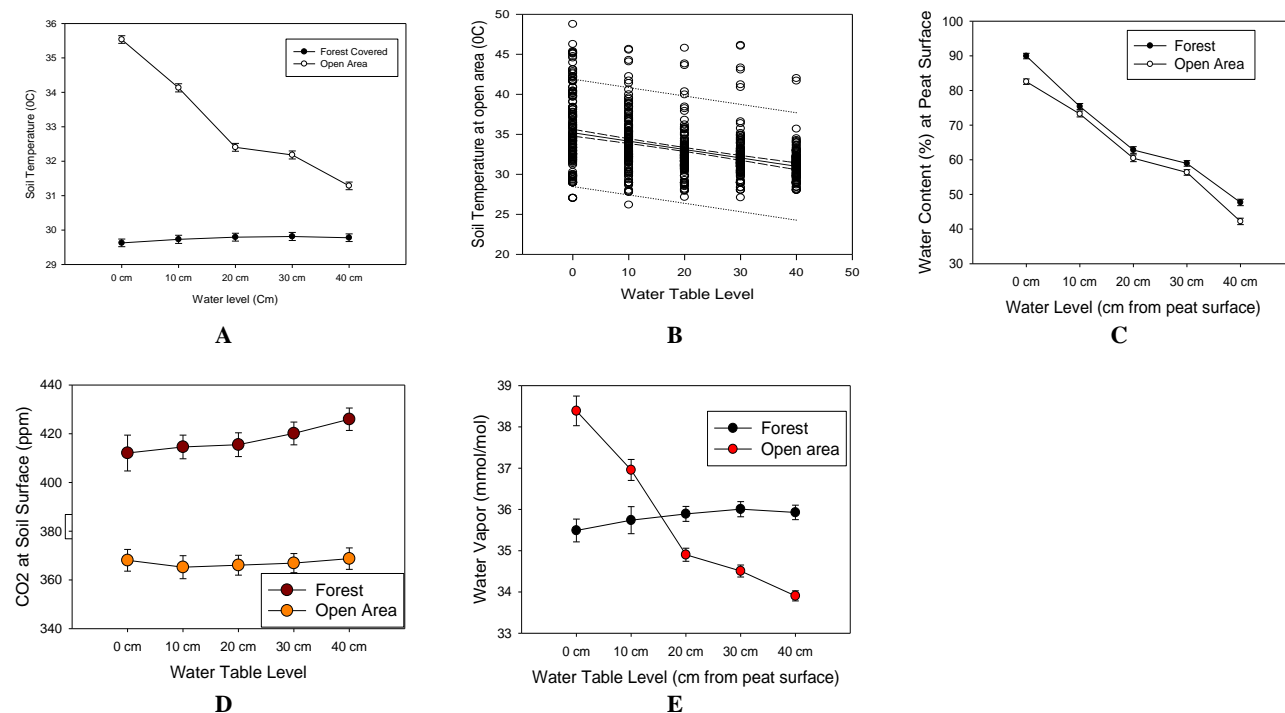 36
35
34
33
32
31
30
29
Soil Temperature (0C)
Forest Covered
Open Area
0 cm 10 cm 20 cm 30 cm 40 cm
Water level (Cm)
A
50
45
40
35
30
25
20
Soil Temperature at open area (0C)
0 10 20 30 40 50
Water Table Level
B
100
90
80
70
60
50
40
30
Water Content (%) at Peat Surface
Forest
Open Area
0 cm 10 cm 20 cm 30 cm 40 cm
Water Level (cm from peat surface)
C
440
420
400
380
360
340
CO2 at Soil Surface (ppm)
Forest
Open Area
0 cm 10 cm 20 cm 30 cm 40 cm
Water Table Level
D
39
38
37
36
35
34
33
Water Vapor (mmol/mol)
Forest
Open area
0 cm 10 cm 20 cm 30 cm 40 cm
Water Table Level (cm from peat surface)
E